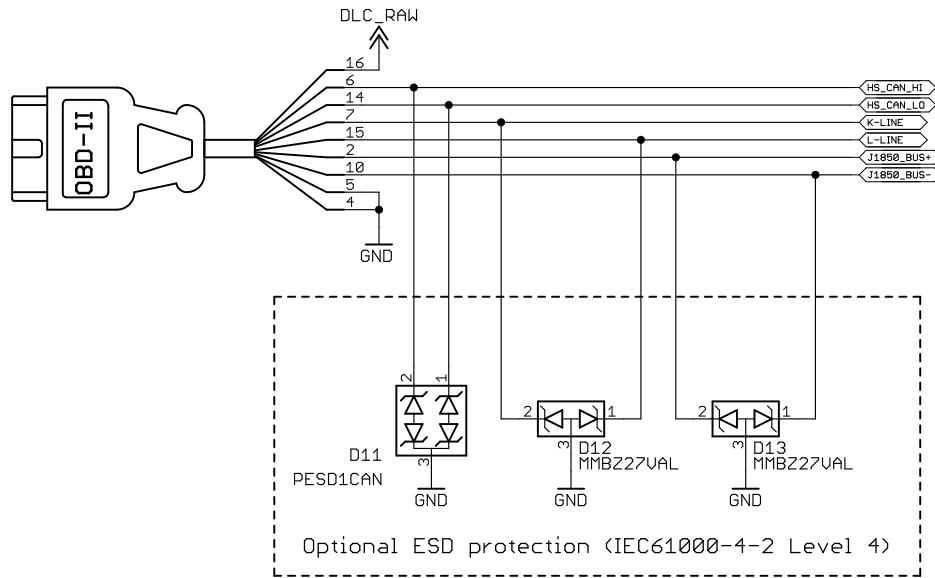 DLC_RAW
16
6
14
7
15
2
10
5
4
HS_CAN_HI
HS_CAN_LO
K-LINE
L-LINE
J1850_BUS+
J1850_BUS-
OBD-II
GND
2
1
3
D11
PESD1CAN
GND
2
1
3
D12
MMBZ27VAL
GND
2
1
3
D13
MMBZ27VAL
GND
Optional ESD protection (IEC61000-4-2 Level 4)